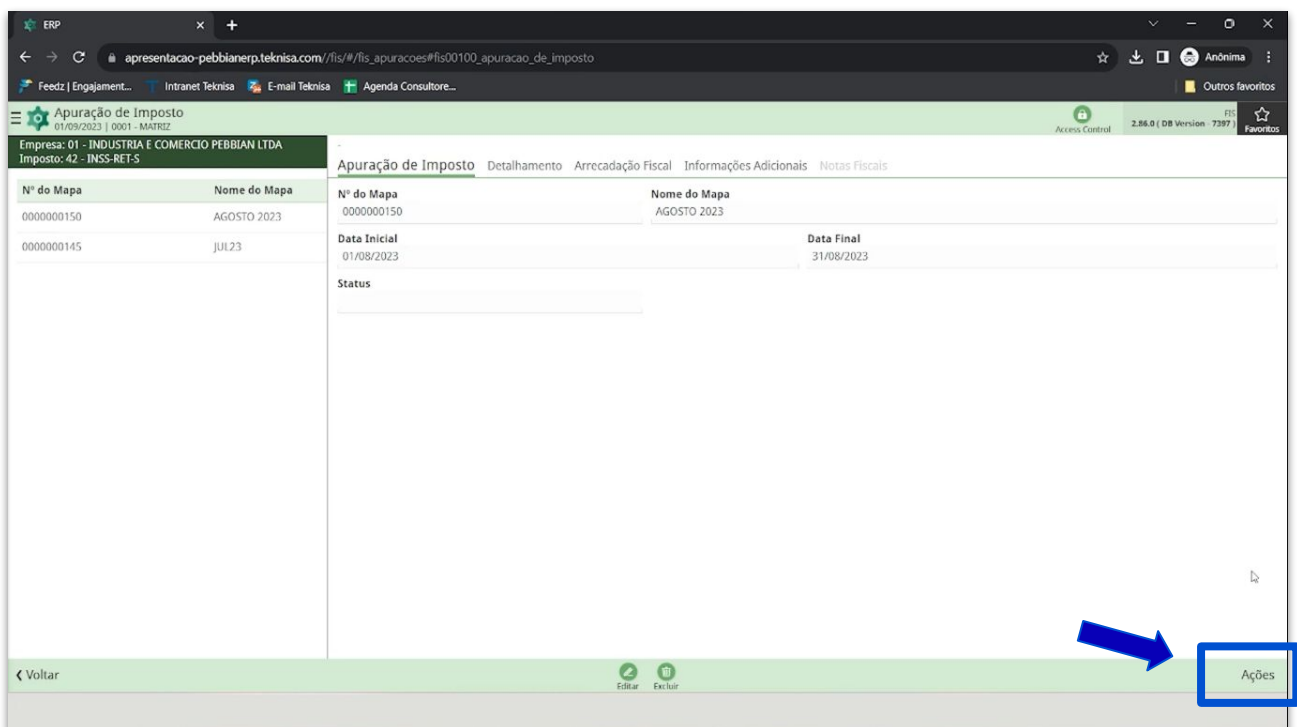 ERP
apresentacao-pebbianerp.teknisa.com//fis/#/fis_apuracoes#fis00100_apuracao_de_imposto
Anônima
Feedz | Engajament...
Intranet Teknisa
E-mail Teknisa
Agenda Consultore...
Outros favoritos
Apuração de Imposto
01/09/2023 | 0001 - MATRIZ
Access Control
FIS
2.86.0 ( DB Version - 7397 )
Favoritos
Empresa: 01 - INDUSTRIA E COMERCIO PEBBIAN LTDA
Imposto: 42 - INSS-RET-S
Nº do Mapa Nome do Mapa
0000000150 AGOSTO 2023
0000000145 JUL23
-
Apuração de Imposto Detalhamento Arrecadação Fiscal Informações Adicionais Notas Fiscais
Nº do Mapa Nome do Mapa
0000000150 AGOSTO 2023
Data Inicial Data Final
01/08/2023 31/08/2023
Status
Voltar
Editar Excluir
Ações